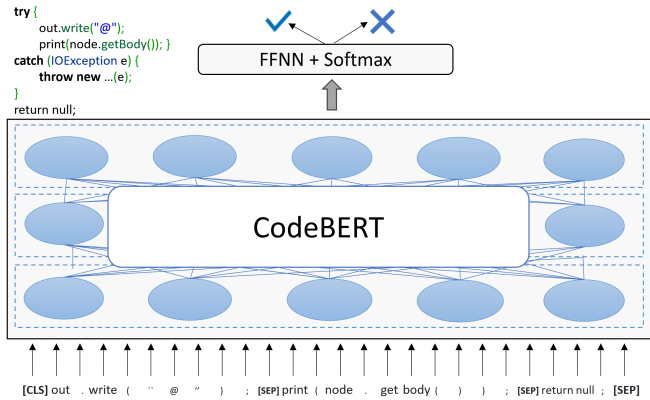 try {
out.write("@");
print(node.getBody()); }
catch (IOException e) {
throw new ...(e);
}
return null;
FFNN + Softmax
CodeBERT
[CLS] out . write ( `` @ ” ) ; [SEP] print ( node . get body ( ) ) ; [SEP] return null ; [SEP]